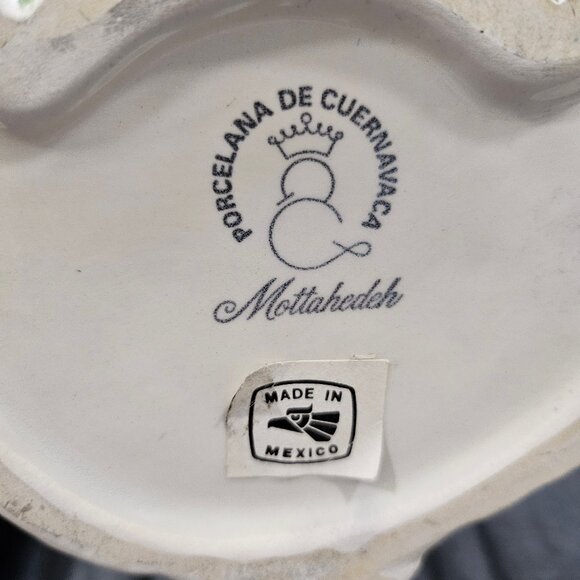 PORCELANA DE CUERNAVACA
Mottahedeh
MADE IN
MEXICO